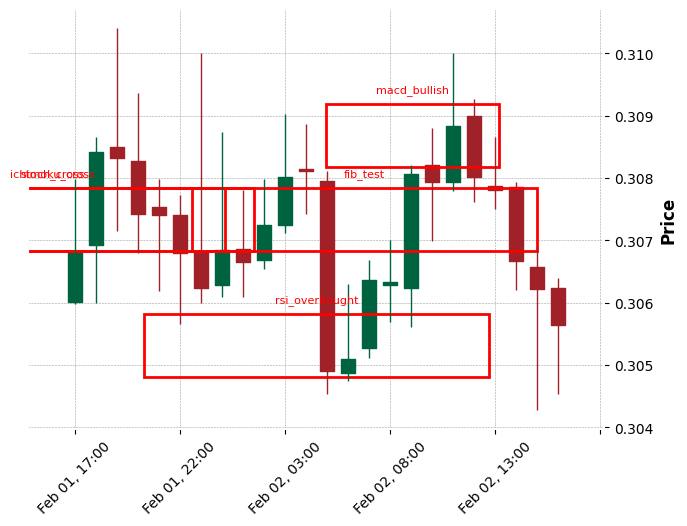 0.310
macd_bullish
0.309
fib_test
0.308
Price
0.307
rsi_overbought
0.306
0.305
0.304
Feb 01, 17:00
Feb 01, 22:00
Feb 02, 03:00
Feb 02, 08:00
Feb 02, 13:00